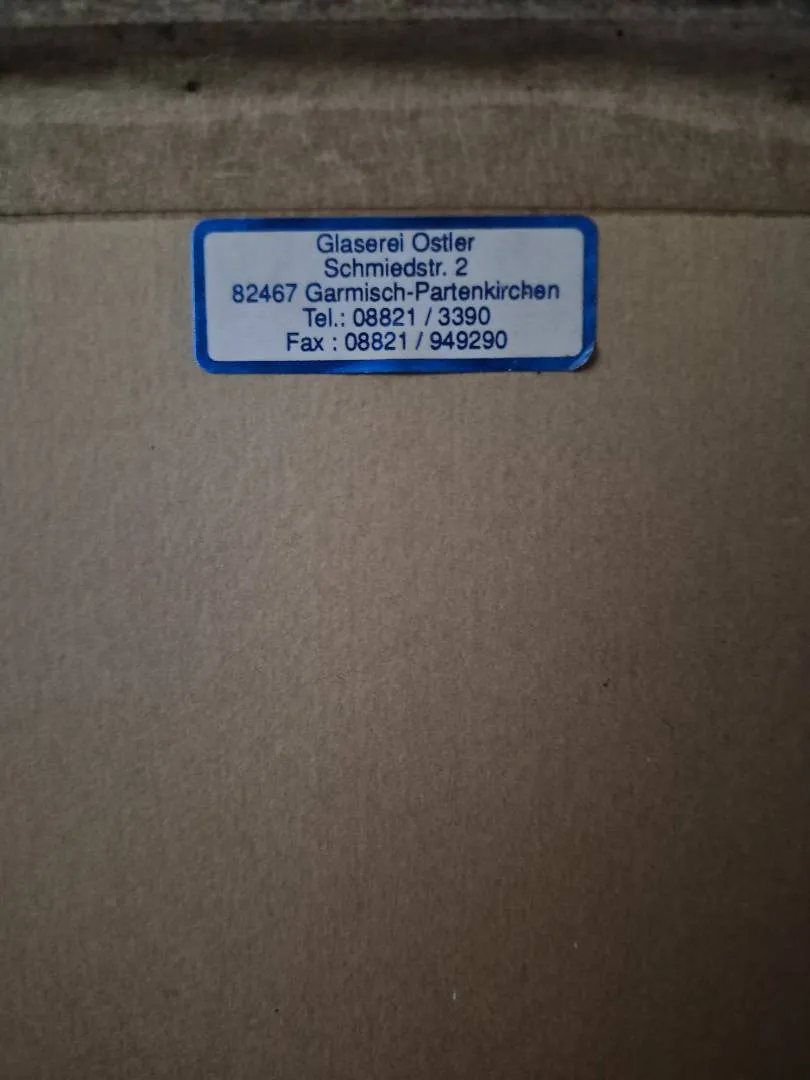 Glaserei Ostler
Schmiedstr. 2
82467 Garmisch-Partenkirchen
Tel.: 08821 / 3390
Fax : 08821 / 949290